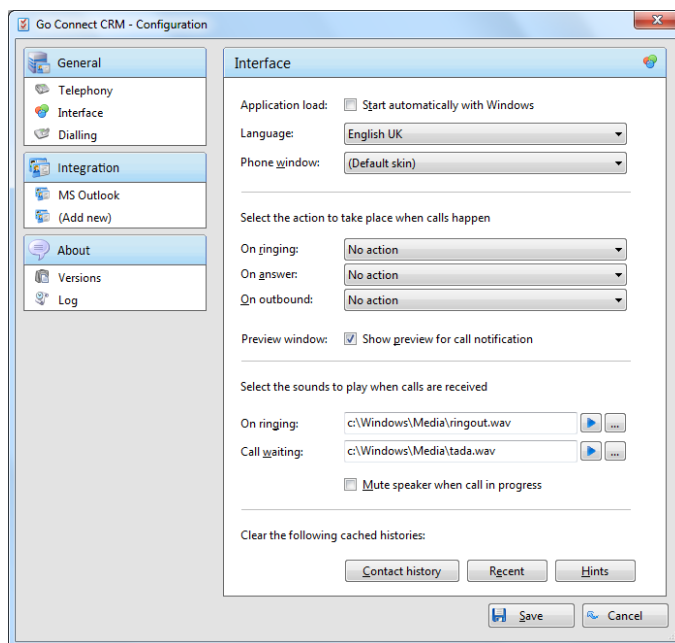 Go Connect CRM - Configuration
General
Telephony
Interface
Dialling
Integration
MS Outlook
(Add new)
About
Versions
Log
Interface
Application load: Start automatically with Windows
Language: English UK
Phone window: (Default skin)
Select the action to take place when calls happen
On ringing: No action
On answer: No action
On outbound: No action
Preview window: Show preview for call notification
Select the sounds to play when calls are received
On ringing: c:\Windows\Media\ringout.wav ...
Call waiting: c:\Windows\Media\tada.wav ...
Mute speaker when call in progress
Clear the following cached histories:
Contact history Recent Hints
Save Cancel